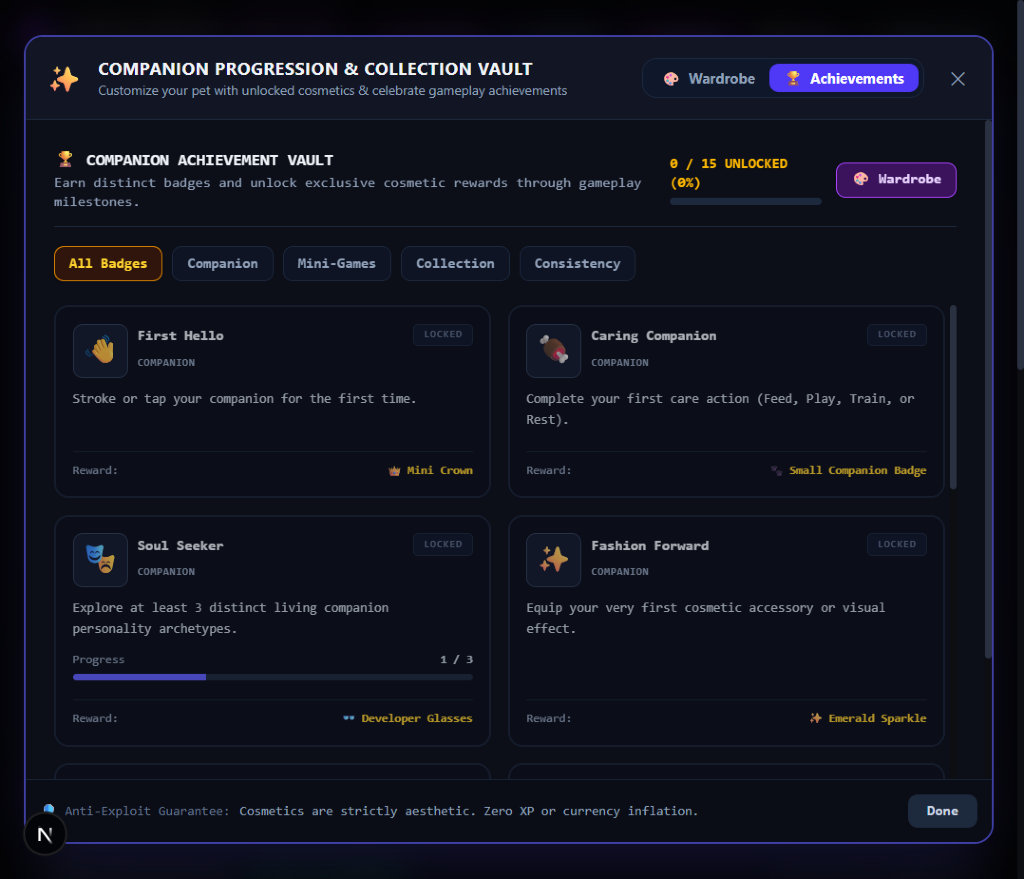 COMPANION PROGRESSION & COLLECTION VAULT
Customize your pet with unlocked cosmetics & celebrate gameplay achievements
Wardrobe
Achievements
COMPANION ACHIEVEMENT VAULT
Earn distinct badges and unlock exclusive cosmetic rewards through gameplay
milestones.
0 / 15 UNLOCKED
(0%)
Wardrobe
All Badges
Companion
Mini-Games
Collection
Consistency
First Hello
LOCKED
COMPANION
Stroke or tap your companion for the first time.
Reward:
Mini Crown
Caring Companion
LOCKED
COMPANION
Complete your first care action (Feed, Play, Train, or
Rest).
Reward:
Small Companion Badge
Soul Seeker
LOCKED
COMPANION
Explore at least 3 distinct living companion
personality archetypes.
Progress
1 / 3
Reward:
Developer Glasses
Fashion Forward
LOCKED
COMPANION
Equip your very first cosmetic accessory or visual
effect.
Reward:
Emerald Sparkle
Anti-Exploit Guarantee: Cosmetics are strictly aesthetic. Zero XP or currency inflation.
Done
N